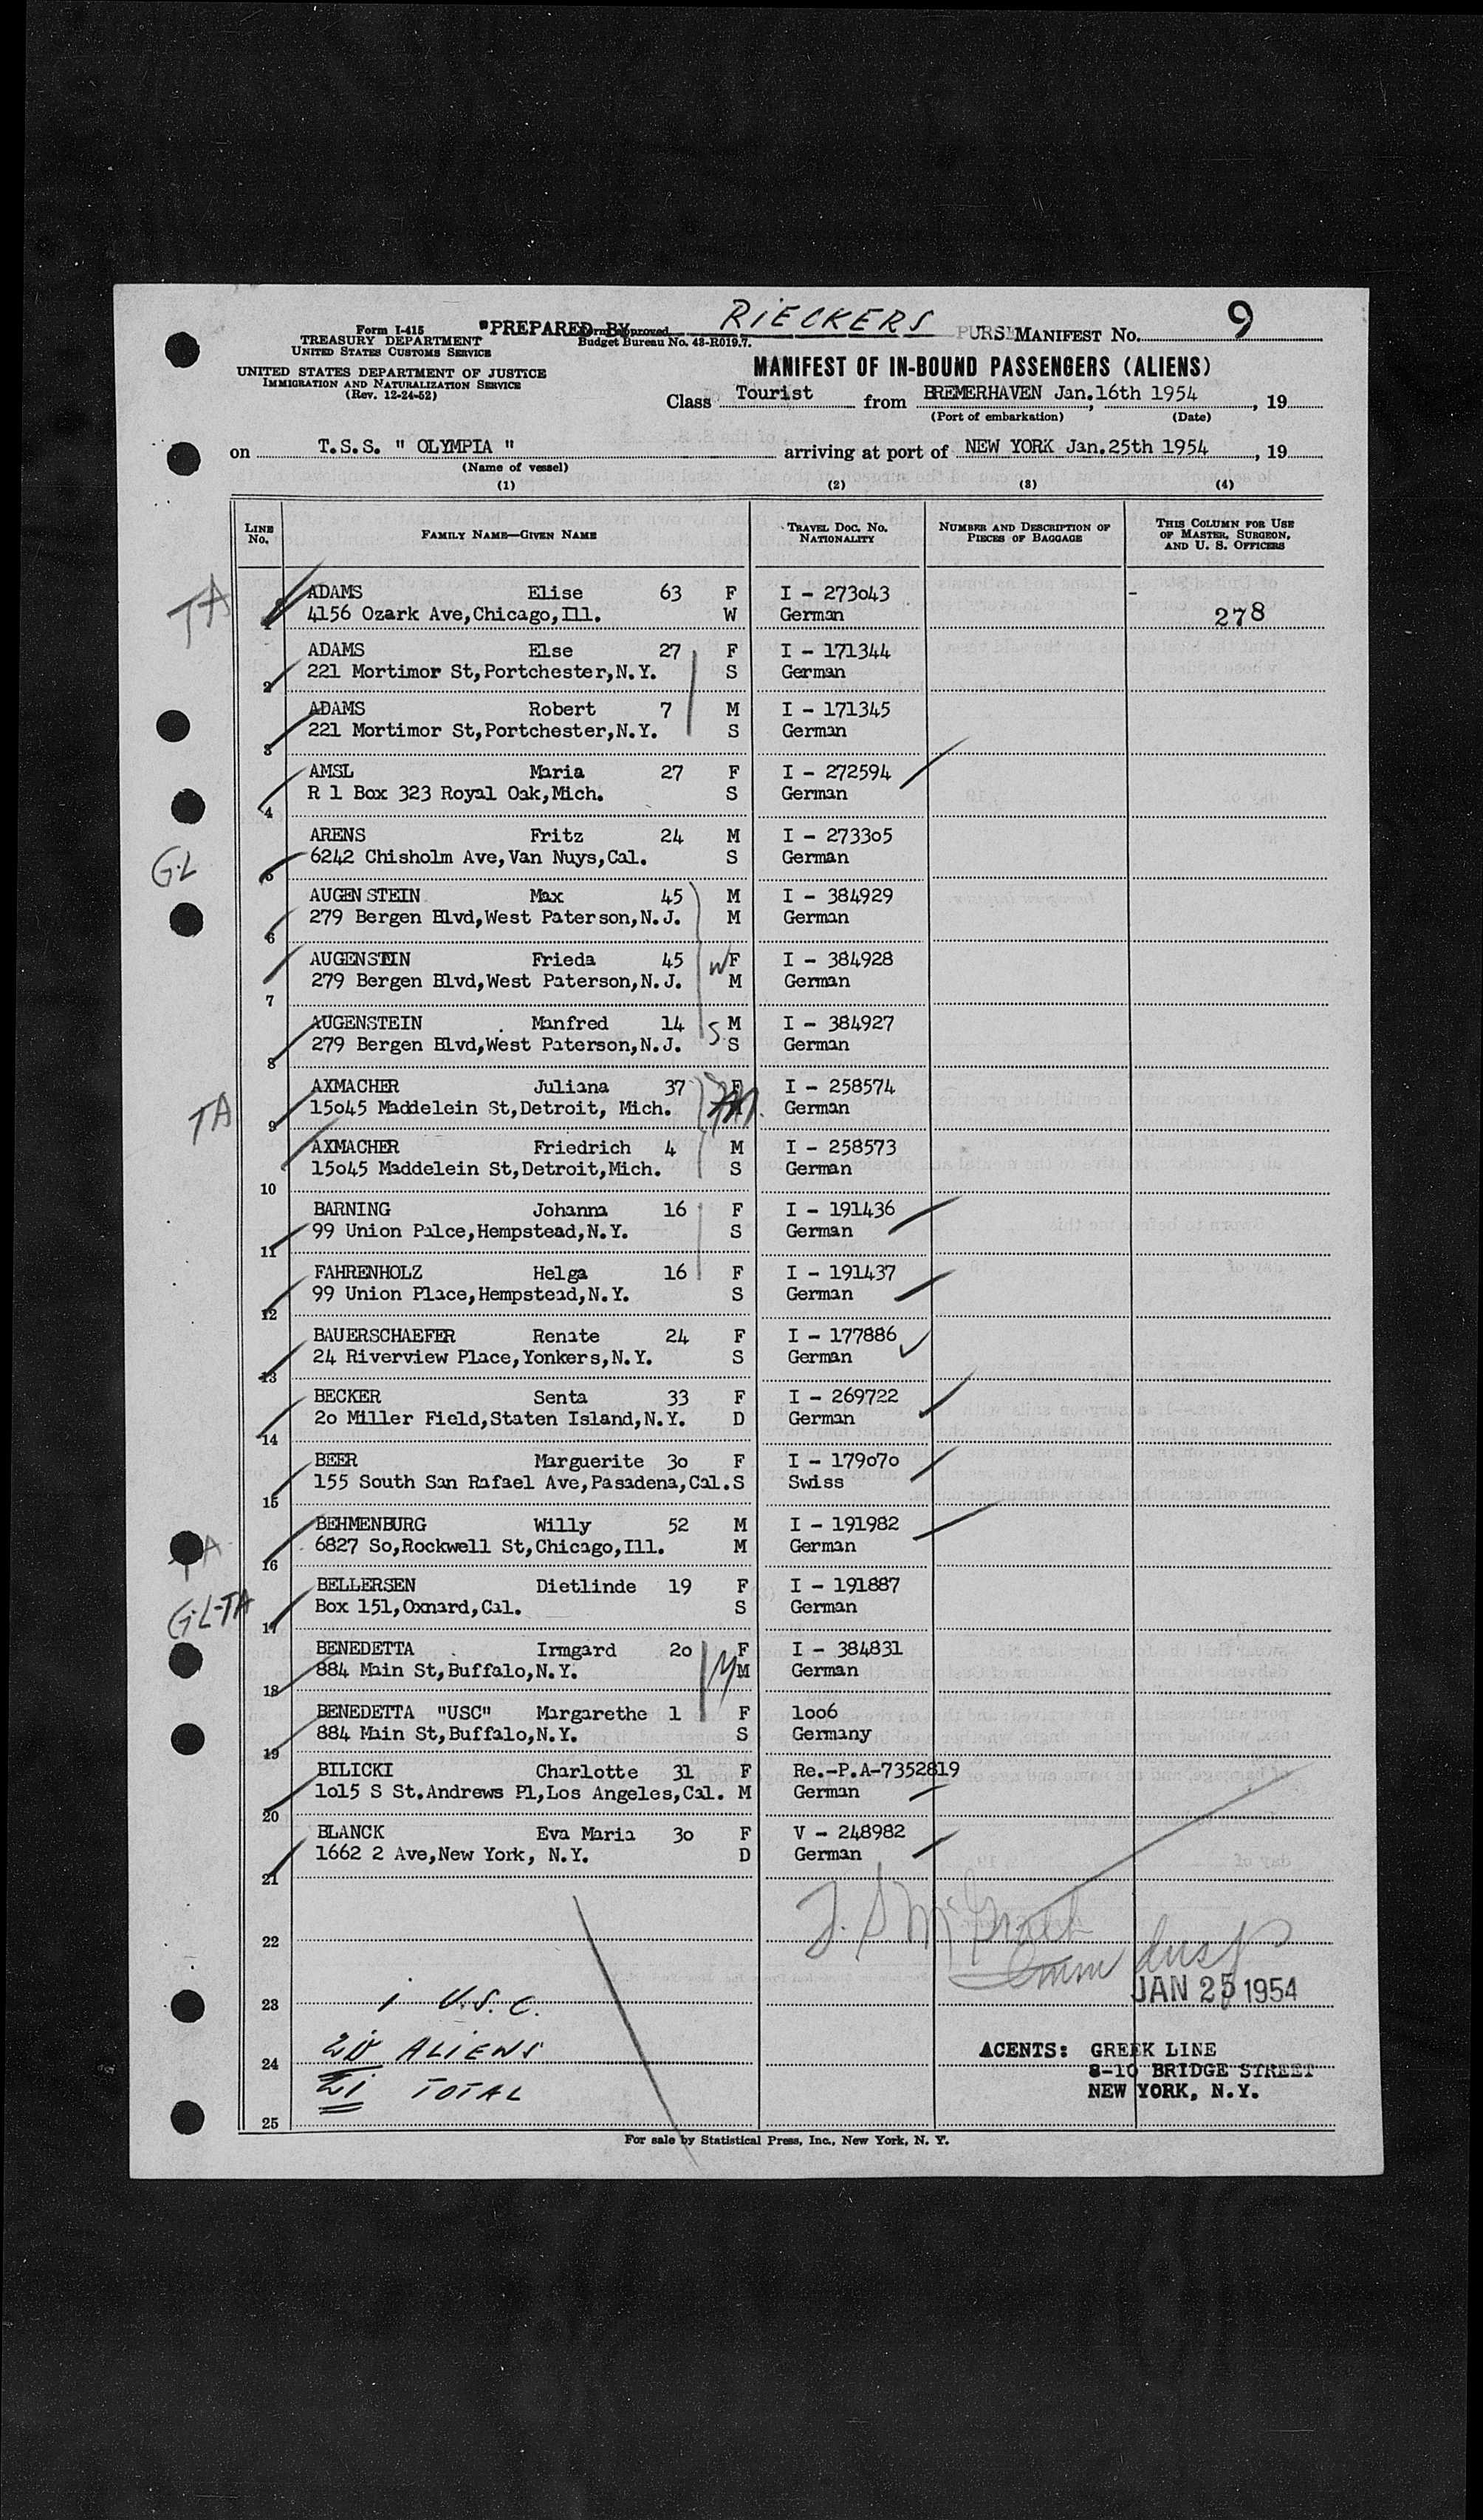 Form I-415
TREASURY DEPARTMENT
UNITED STATES CUSTOMS SERVICE
UNITED STATES DEPARTMENT OF JUSTICE
IMMIGRATION AND NATURALIZATION SERVICE
(Rev. 12-24-52)
"PREPARED BY RIECKERS PURS
Form approved
Budget Bureau No. 43-R019.7.
MANIFEST NO. 9
MANIFEST OF IN-BOUND PASSENGERS (ALIENS)
Class Tourist from BREMERHAVEN Jan.16th 1954, 19
(Port of embarkation) (Date)
on T.S.S. " OLYMPIA " arriving at port of NEW YORK Jan.25th 1954, 19
(Name of vessel)
(1) (2) (3) (4)
LINE NO. FAMILY NAME—GIVEN NAME TRAVEL DOC. NO. NATIONALITY NUMBER AND DESCRIPTION OF PIECES OF BAGGAGE THIS COLUMN FOR USE OF MASTER, SURGEON, AND U. S. OFFICERS
TA ADAMS Elise 63 F I - 273043 -
1 4156 Ozark Ave,Chicago,Ill. W German 278
ADAMS Else 27 F I - 171344
2 221 Mortimor St,Portchester,N.Y. S German
ADAMS Robert 7 M I - 171345
3 221 Mortimor St,Portchester,N.Y. S German
AMSL Maria 27 F I - 272594
4 R 1 Box 323 Royal Oak,Mich. S German
ARENS Fritz 24 M I - 273305
GL 5 6242 Chisholm Ave,Van Nuys,Cal. S German
AUGENSTEIN Max 45 M I - 384929
6 279 Bergen Blvd,West Paterson,N.J. M German
AUGENSTEIN Frieda 45 W F I - 384928
7 279 Bergen Blvd,West Paterson,N.J. M German
AUGENSTEIN Manfred 14 S M I - 384927
8 279 Bergen Blvd,West Paterson,N.J. S German
AXMACHER Juliana 37 F I - 258574
TA 9 15045 Maddelein St,Detroit, Mich. German
AXMACHER Friedrich 4 M I - 258573
10 15045 Maddelein St,Detroit,Mich. S German
BARNING Johanna 16 F I - 191436
11 99 Union Palce,Hempstead,N.Y. S German
FAHRENHOLZ Helga 16 F I - 191437
12 99 Union Place,Hempstead,N.Y. S German
BAUERSCHAEFER Renate 24 F I - 177886
13 24 Riverview Place,Yonkers,N.Y. S German
BECKER Senta 33 F I - 269722
14 20 Miller Field,Staten Island,N.Y. D German
BEER Marguerite 30 F I - 179070
15 155 South San Rafael Ave,Pasadena,Cal. S Swiss
BEHMENBURG Willy 52 M I - 191982
TA 16 6827 So,Rockwell St,Chicago,Ill. M German
BELLERSEN Dietlinde 19 F I - 191887
GL-TA 17 Box 151,Oxnard,Cal. S German
BENEDETTA Irmgard 20 F I - 384831
18 884 Main St,Buffalo,N.Y. M M German
BENEDETTA "USC" Margarethe 1 F 1006
19 884 Main St,Buffalo,N.Y. S Germany
BILICKI Charlotte 31 F Re.-P.A-7352819
20 1015 S St.Andrews Pl,Los Angeles,Cal. M German
BLANCK Eva Maria 30 F V - 248982
21 1662 2 Ave,New York, N.Y. D German
22
Imm Insp
JAN 25 1954
23 1 U.S.C.
24 20 ALIENS
21 TOTAL
AGENTS: GREEK LINE
8-10 BRIDGE STREET
NEW YORK, N.Y.
25
For sale by Statistical Press, Inc., New York, N. Y.